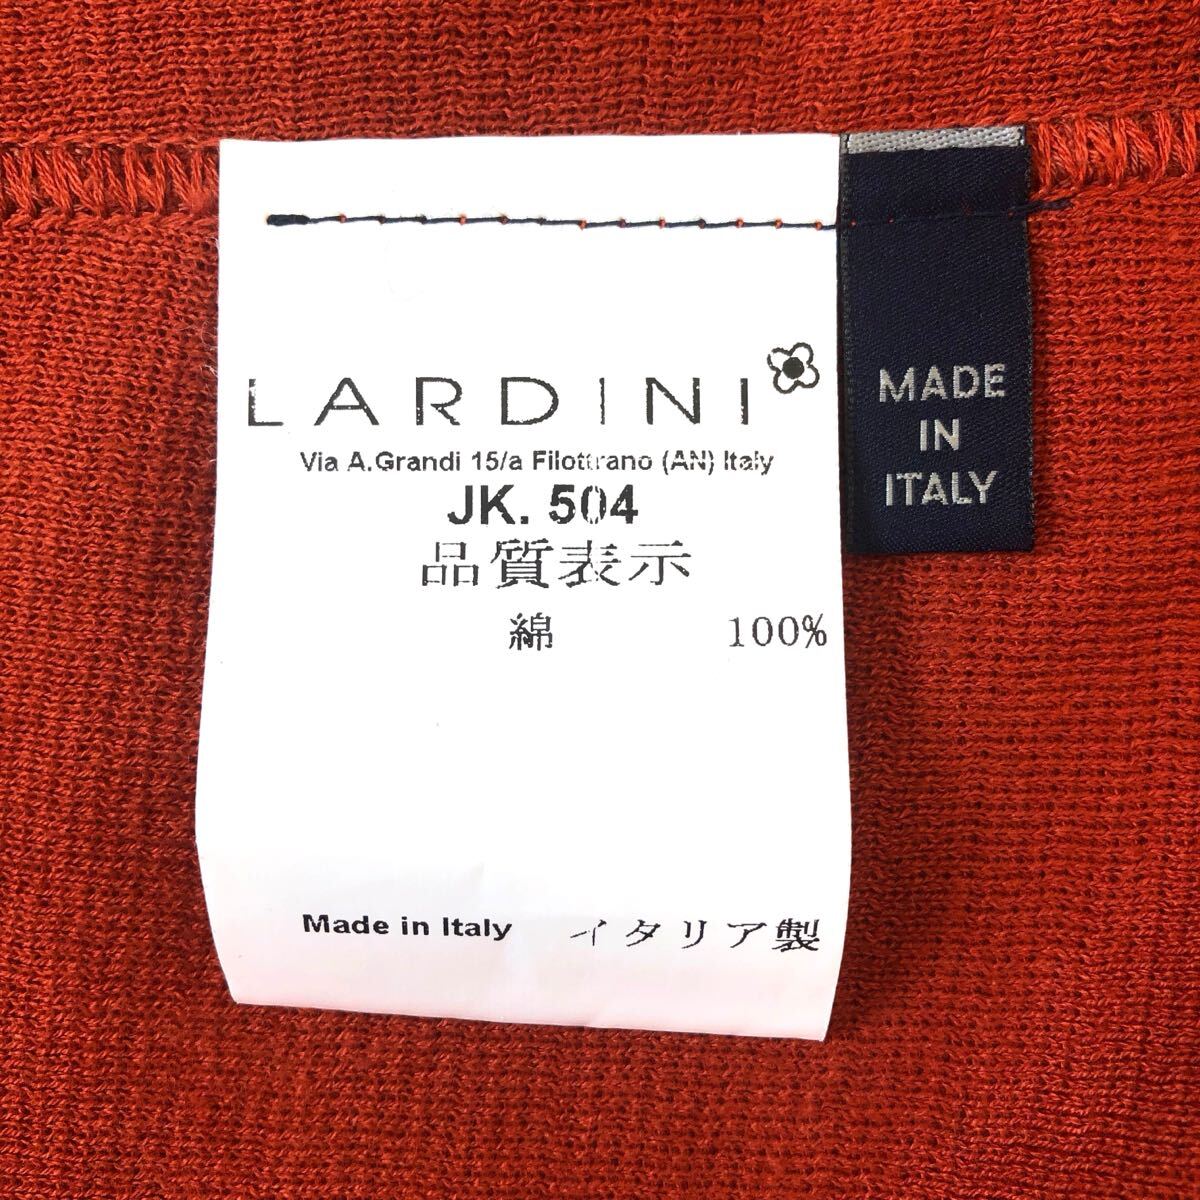 LARDINI
Via A.Grandi 15/a Filottrano (AN) Italy
JK. 504
品質表示
綿 100%
Made in Italy イタリア製
MADE
IN
ITALY